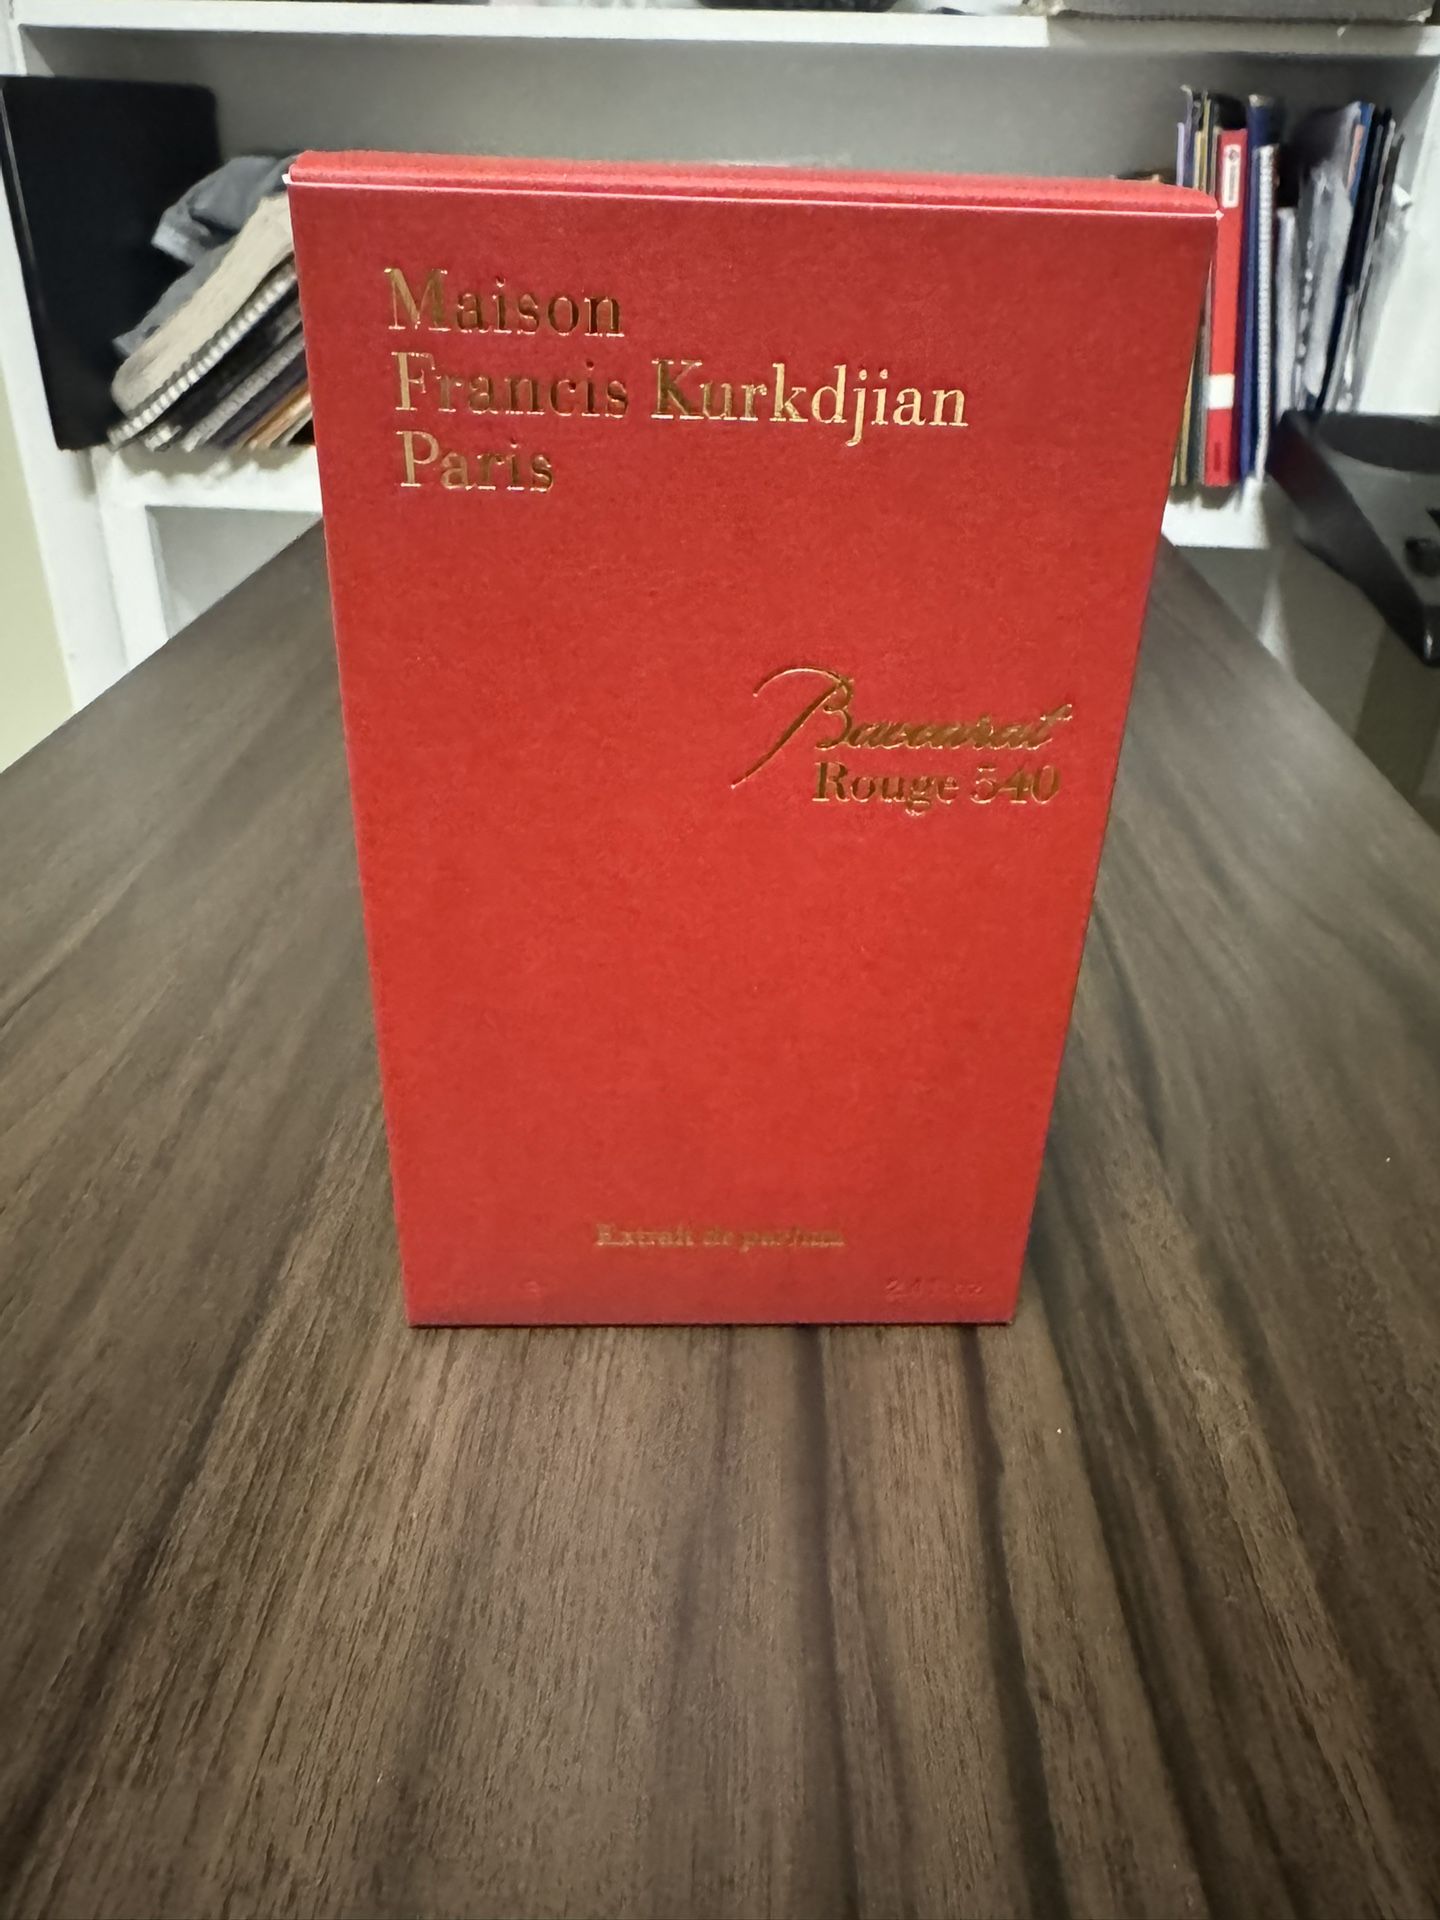 Maison
Francis Kurkdjian
Paris
Baccarat
Rouge 540
Extrait de parfum